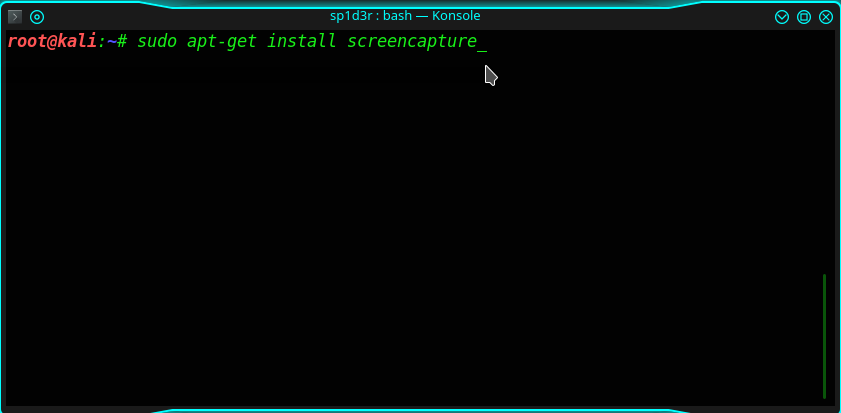 sp1d3r : bash — Konsole
root@kali:~# sudo apt-get install screencapture_